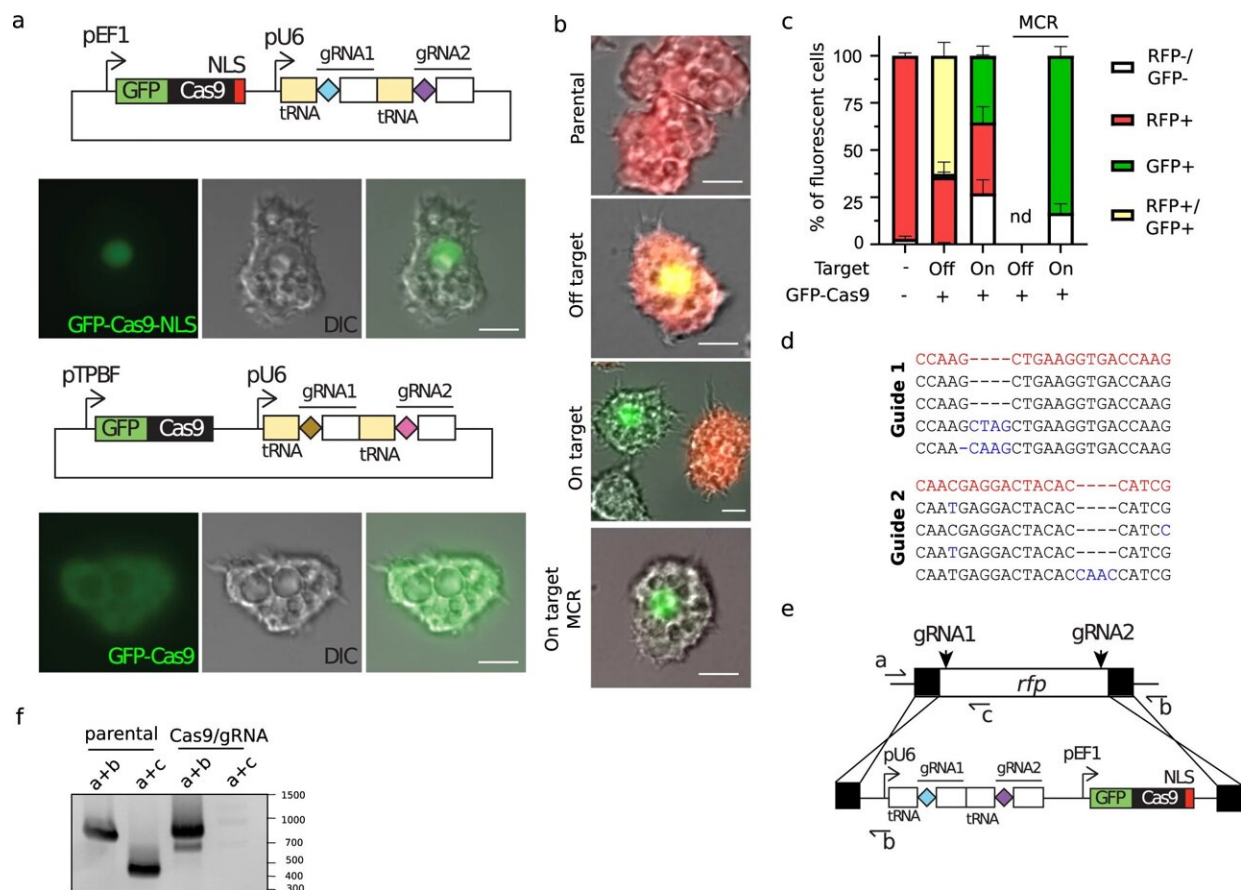 a
pEF1
pU6
NLS
gRNA1
gRNA2
GFP
Cas9
tRNA
tRNA
GFP-Cas9-NLS
DIC
pTPBF
pU6
gRNA1
gRNA2
GFP
Cas9
tRNA
tRNA
GFP-Cas9
DIC
b
Parental
Off target
On target
On target
MCR
c
MCR
% of fluorescent cells
100
75
50
25
0
nd
Target - Off On Off On
GFP-Cas9 - + + + +
RFP-/
GFP-
RFP+
GFP+
RFP+/
GFP+
d
Guide 1
CCAAG----CTGAAGGTGACCAAG
CCAAG----CTGAAGGTGACCAAG
CCAAG----CTGAAGGTGACCAAG
CCAAGCTAGCTGAAGGTGACCAAG
CCAA-CAAGCTGAAGGTGACCAAG
Guide 2
CAACGAGGACTACAC----CATCG
CAATGAGGACTACAC----CATCG
CAACGAGGACTACAC----CATCC
CAATGAGGACTACAC----CATCG
CAATGAGGACTACACCAACCATCG
e
gRNA1
gRNA2
a
rfp
c
b
pU6
gRNA1
gRNA2
pEF1
NLS
GFP
Cas9
tRNA
tRNA
b
f
parental
Cas9/gRNA
a+b
a+c
a+b
a+c
1500
1000
700
500
400
300